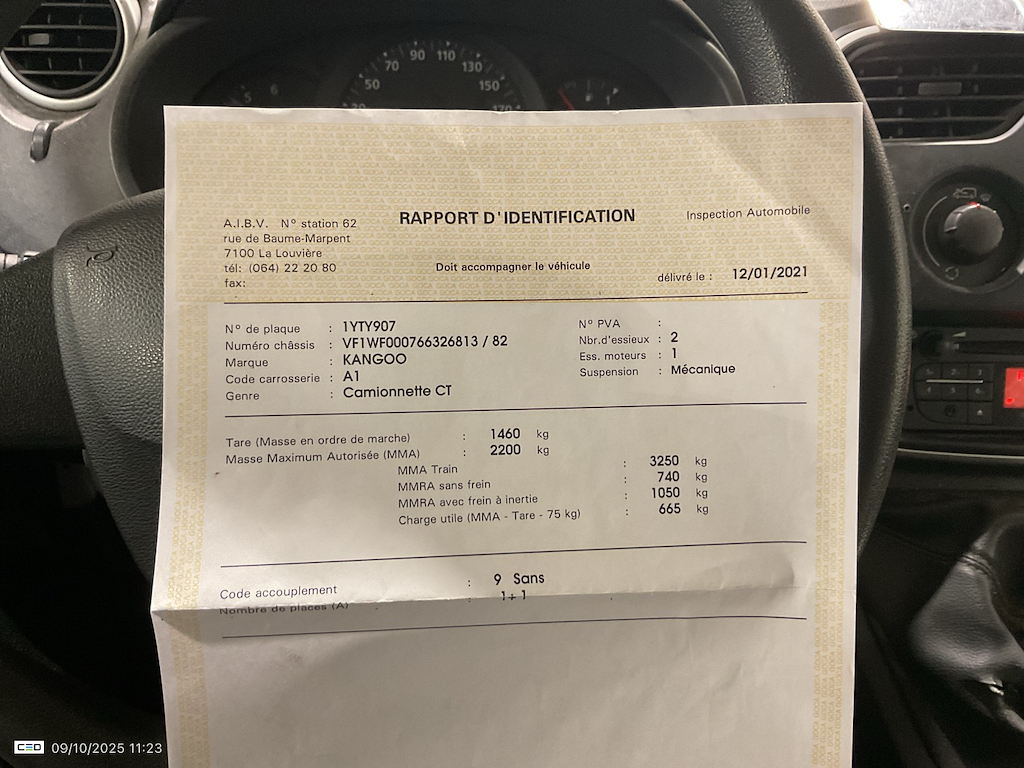 50 70 90 110 130 150 170
5 6
1
A.I.B.V. N° station 62
rue de Baume-Marpent
7100 La Louvière
tél: (064) 22 20 80
fax:
RAPPORT D'IDENTIFICATION
Doit accompagner le véhicule
Inspection Automobile
délivré le : 12/01/2021
N° de plaque : 1YTY907
Numéro châssis : VF1WF000766326813 / 82
Marque : KANGOO
Code carrosserie : A1
Genre : Camionnette CT
N° PVA :
Nbr.d'essieux : 2
Ess. moteurs : 1
Suspension : Mécanique
Tare (Masse en ordre de marche) : 1460 kg
Masse Maximum Autorisée (MMA) : 2200 kg
MMA Train : 3250 kg
MMRA sans frein : 740 kg
MMRA avec frein à inertie : 1050 kg
Charge utile (MMA - Tare - 75 kg) : 665 kg
Code accouplement : 9 Sans
Nombre de places (A) : 1+1
CEO 09/10/2025 11:23